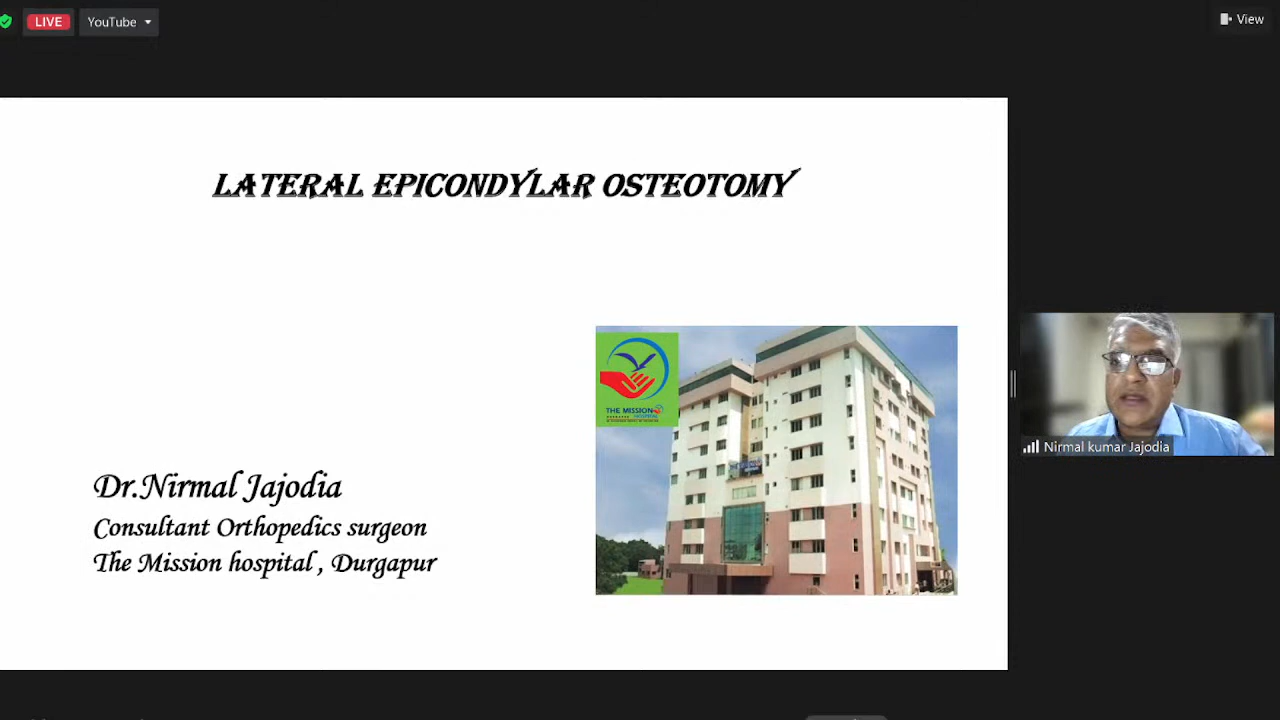 LIVE
YouTube
View
LATERAL EPICONDYLAR OSTEOTOMY
THE MISSION
HOSPITAL
Dr.Nirmal Jajodia
Consultant Orthopedics surgeon
The Mission hospital , Durgapur
Nirmal kumar Jajodia